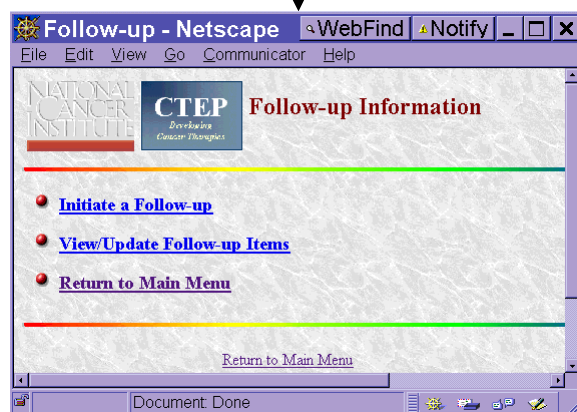 Follow-up - Netscape WebFind Notify
File Edit View Go Communicator Help
NATIONAL
CANCER
INSTITUTE
CTEP
Developing
Cancer Therapies
Follow-up Information
Initiate a Follow-up
View/Update Follow-up Items
Return to Main Menu
Return to Main Menu
Document: Done